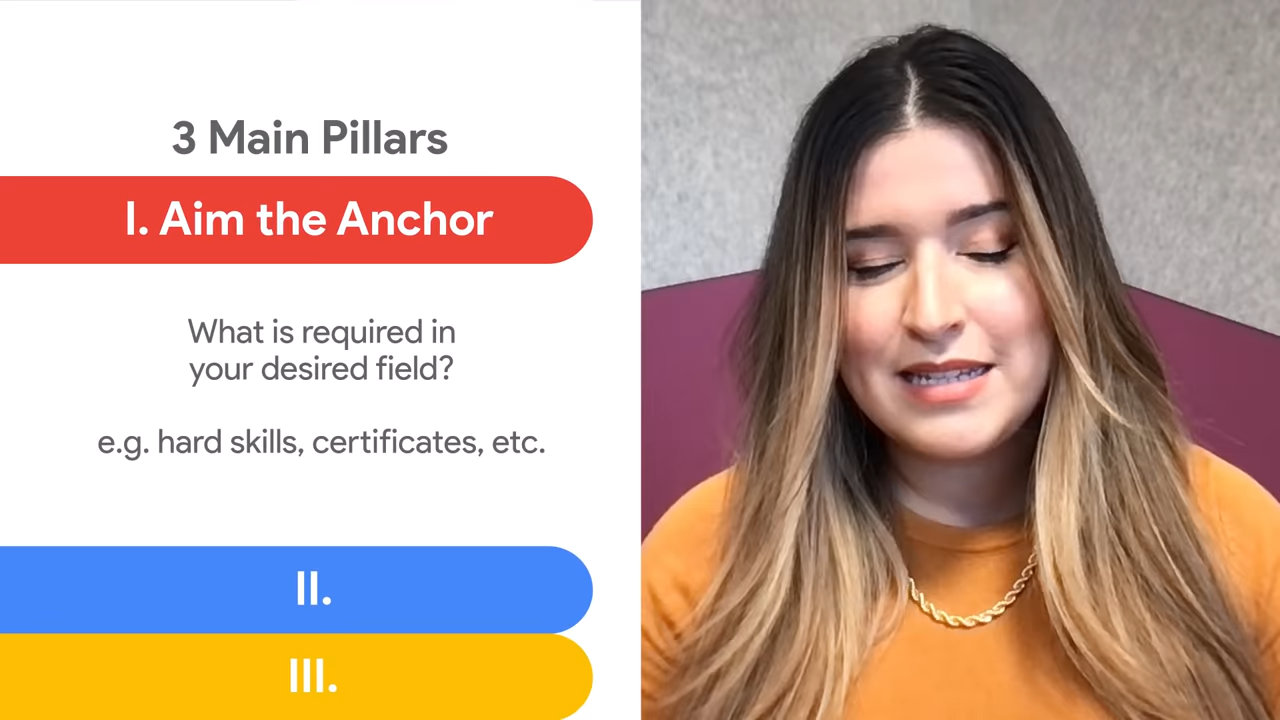 3 Main Pillars
I. Aim the Anchor
What is required in
your desired field?
e.g. hard skills, certificates, etc.
II.
III.